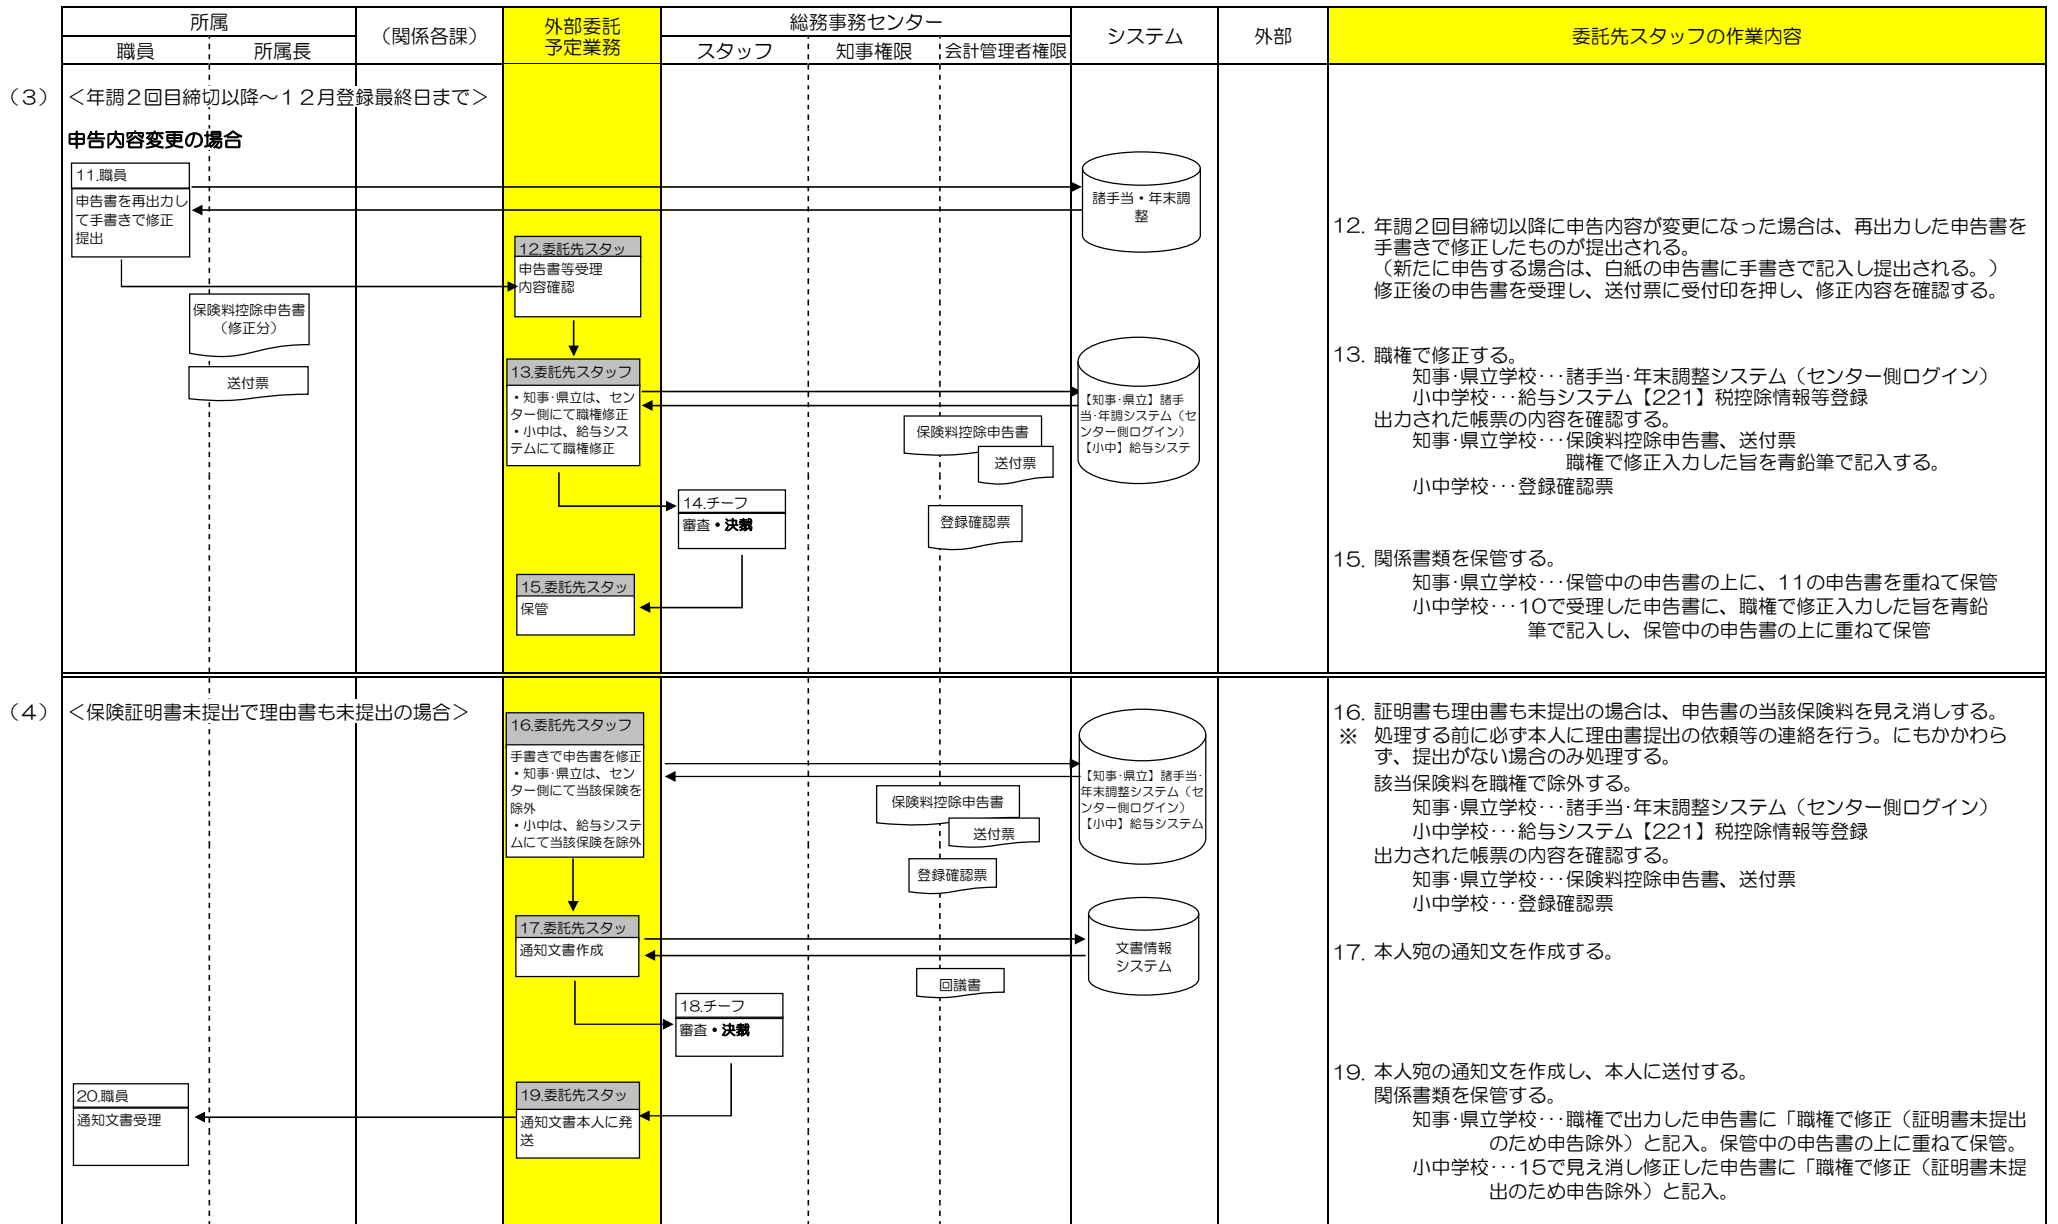 所属
職員
所属長
（関係各課）
外部委託
予定業務
総務事務センター
スタッフ
知事権限
会計管理者権限
システム
外部
委託先スタッフの作業内容
（3）
＜年調２回目締切以降～１２月登録最終日まで＞
申告内容変更の場合
11.職員
申告書を再出力し
て手書きで修正
提出
諸手当・年末調
整
12.委託先スタッ
申告書等受理
内容確認
保険料控除申告書
（修正分）
送付票
13.委託先スタッフ
・知事･県立は、セン
ター側にて職権修正
・小中は、給与シス
テムにて職権修正
【知事･県立】諸手
当･年調システム（セ
ンター側ログイン）
【小中】給与システ
保険料控除申告書
送付票
14.チーフ
審査・決裁
登録確認票
15.委託先スタッ
保管
12. 年調２回目締切以降に申告内容が変更になった場合は、再出力した申告書を
手書きで修正したものが提出される。
（新たに申告する場合は、白紙の申告書に手書きで記入し提出される。）
修正後の申告書を受理し、送付票に受付印を押し、修正内容を確認する。
13. 職権で修正する。
知事･県立学校･･･諸手当･年末調整システム（センター側ログイン）
小中学校･･･給与システム【221】税控除情報等登録
出力された帳票の内容を確認する。
知事･県立学校･･･保険料控除申告書、送付票
職権で修正入力した旨を青鉛筆で記入する。
小中学校･･･登録確認票
15. 関係書類を保管する。
知事･県立学校･･･保管中の申告書の上に、11の申告書を重ねて保管
小中学校･･･10で受理した申告書に、職権で修正入力した旨を青鉛
筆で記入し、保管中の申告書の上に重ねて保管
（4）
＜保険証明書未提出で理由書も未提出の場合＞
16.委託先スタッフ
手書きで申告書を修正
・知事･県立は、セン
ター側にて当該保険を
除外
・小中は、給与システ
ムにて当該保険を除外
【知事･県立】諸手当･
年末調整システム（セ
ンター側ログイン）
【小中】給与システム
保険料控除申告書
送付票
登録確認票
17.委託先スタッ
通知文書作成
文書情報
システム
回議書
18.チーフ
審査・決裁
19.委託先スタッ
通知文書本人に発
送
20.職員
通知文書受理
16. 証明書も理由書も未提出の場合は、申告書の当該保険料を見え消しする。
※ 処理する前に必ず本人に理由書提出の依頼等の連絡を行う。にもかかわら
ず、提出がない場合のみ処理する。
該当保険料を職権で除外する。
知事･県立学校･･･諸手当･年末調整システム（センター側ログイン）
小中学校･･･給与システム【221】税控除情報等登録
出力された帳票の内容を確認する。
知事･県立学校･･･保険料控除申告書、送付票
小中学校･･･登録確認票
17. 本人宛の通知文を作成する。
19. 本人宛の通知文を作成し、本人に送付する。
関係書類を保管する。
知事･県立学校･･･職権で出力した申告書に「職権で修正（証明書未提出
のため申告除外）と記入。保管中の申告書の上に重ねて保管。
小中学校･･･15で見え消し修正した申告書に「職権で修正（証明書未提
出のため申告除外）と記入。